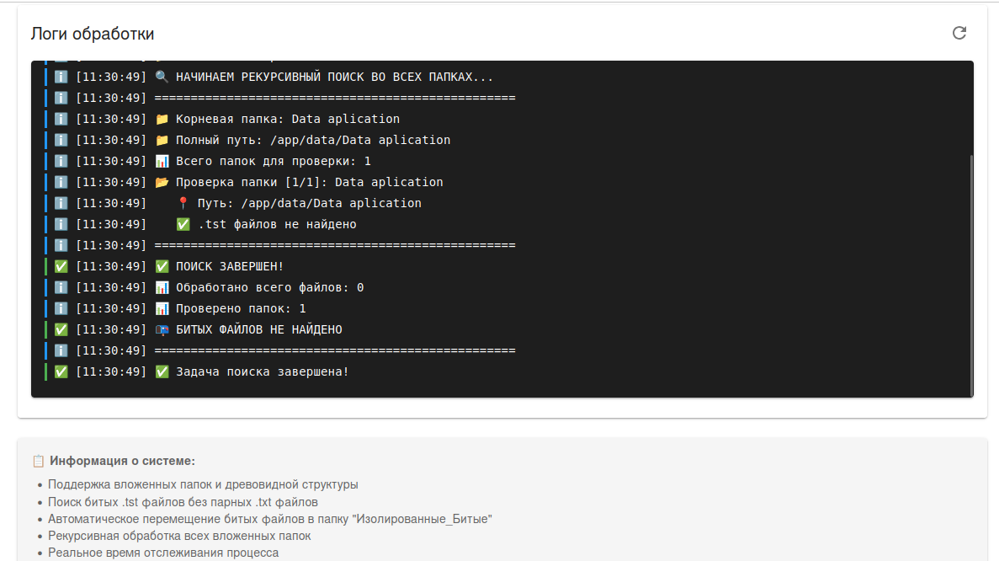 Логи обработки
[11:30:49] 🔍 НАЧИНАЕМ РЕКУРСИВНЫЙ ПОИСК ВО ВСЕХ ПАПКАХ...
[11:30:49] ==================================================
[11:30:49] 📁 Корневая папка: Data aplication
[11:30:49] 📁 Полный путь: /app/data/Data aplication
[11:30:49] 📊 Всего папок для проверки: 1
[11:30:49] 📂 Проверка папки [1/1]: Data aplication
[11:30:49] 📍 Путь: /app/data/Data aplication
[11:30:49] ✅ .tst файлов не найдено
[11:30:49] ==================================================
[11:30:49] ✅ ПОИСК ЗАВЕРШЕН!
[11:30:49] 📊 Обработано всего файлов: 0
[11:30:49] 📊 Проверено папок: 1
[11:30:49] 📭 БИТЫХ ФАЙЛОВ НЕ НАЙДЕНО
[11:30:49] ==================================================
[11:30:49] ✅ Задача поиска завершена!
📋 Информация о системе:
• Поддержка вложенных папок и древовидной структуры
• Поиск битых .tst файлов без парных .txt файлов
• Автоматическое перемещение битых файлов в папку "Изолированные_Битые"
• Рекурсивная обработка всех вложенных папок
• Реальное время отслеживания процесса